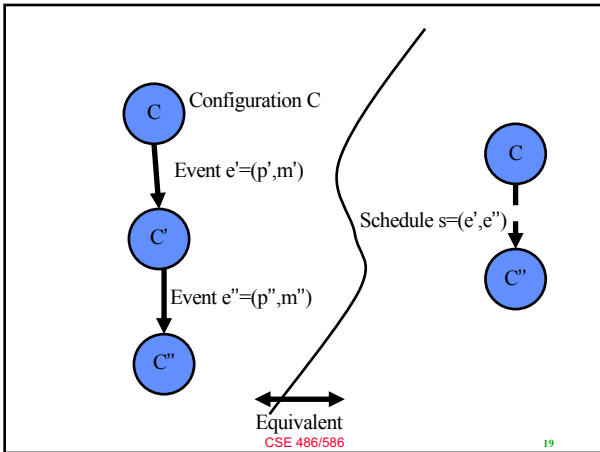 C
Configuration C
Event e'=(p',m')
C'
Event e”=(p”,m”)
C”
C
Schedule s=(e',e”)
C”
Equivalent
CSE 486/586
19